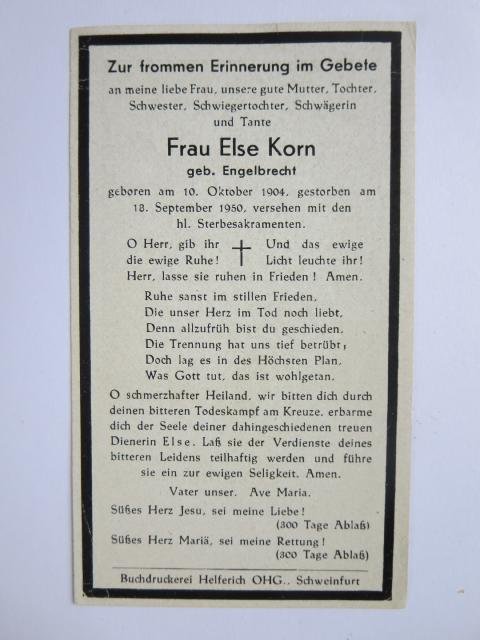 Zur frommen Erinnerung im Gebete
an meine liebe Frau, unsere gute Mutter, Tochter,
Schwester, Schwiegertochter, Schwägerin
und Tante
Frau Else Korn
geb. Engelbrecht
geboren am 10. Oktober 1904, gestorben am
18. September 1950, versehen mit den
hl. Sterbesakramenten.
O Herr, gib ihr Und das ewige
die ewige Ruhe! Licht leuchte ihr!
Herr, lasse sie ruhen in Frieden! Amen.
Ruhe sanst im stillen Frieden,
Die unser Herz im Tod noch liebt,
Denn allzufrüh bist du geschieden.
Die Trennung hat uns tief betrübt;
Doch lag es in des Höchsten Plan,
Was Gott tut, das ist wohlgetan.
O schmerzhafter Heiland, wir bitten dich durch
deinen bitteren Todeskampf am Kreuze, erbarme
dich der Seele deiner dahingeschiedenen treuen
Dienerin Else. Laß sie der Verdienste deines
bitteren Leidens teilhaftig werden und führe
sie ein zur ewigen Seligkeit. Amen.
Vater unser. Ave Maria.
Süßes Herz Jesu, sei meine Liebe!
(300 Tage Ablaß)
Süßes Herz Mariä, sei meine Rettung!
(300 Tage Ablaß)
Buchdruckerei Helferich OHG., Schweinfurt